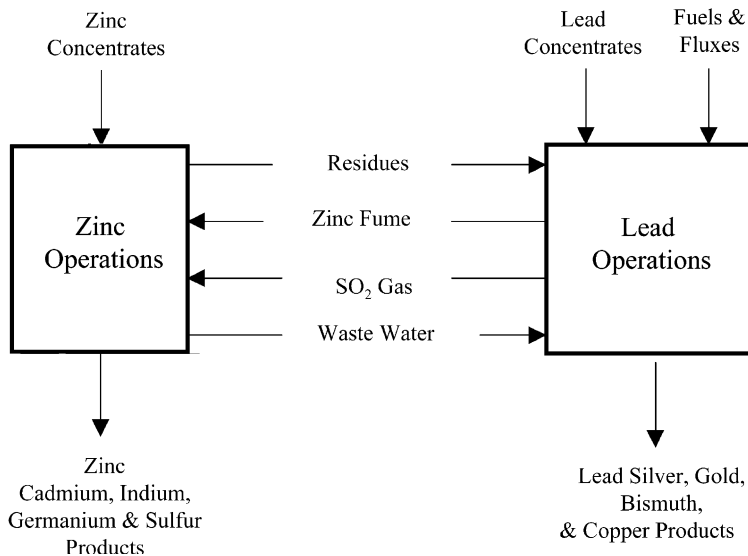 Zinc
Concentrates
Lead
Concentrates
Fuels &
Fluxes
Residues
Zinc Fume
SO₂ Gas
Waste Water
Zinc
Operations
Lead
Operations
Zinc
Cadmium, Indium,
Germanium & Sulfur
Products
Lead Silver, Gold,
Bismuth,
& Copper Products